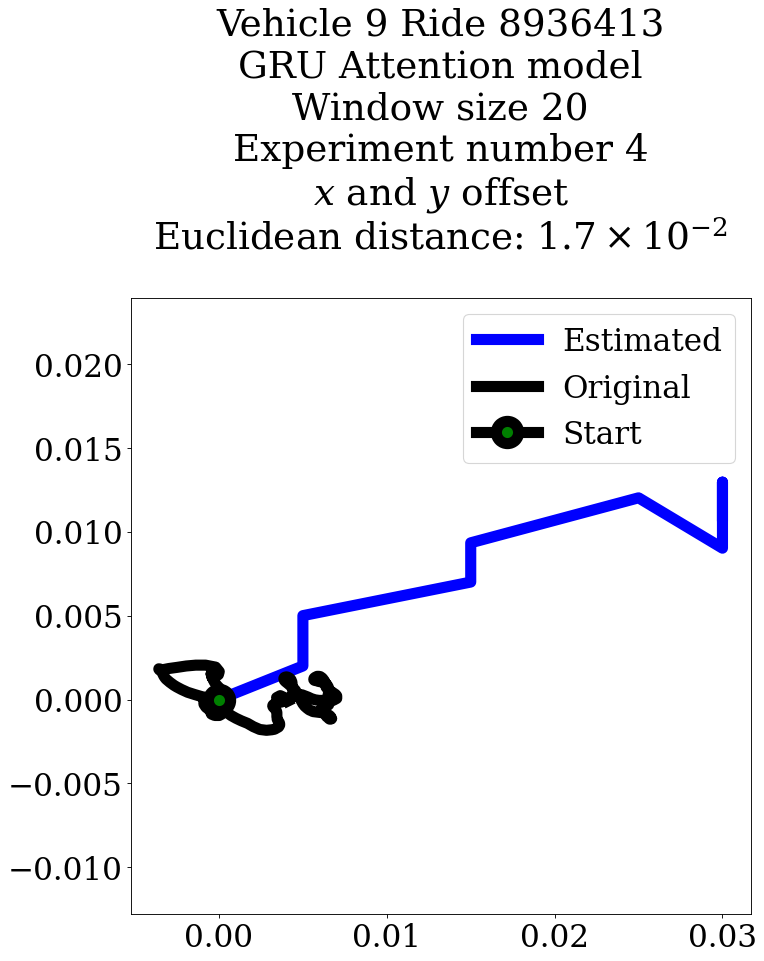 Vehicle 9 Ride 8936413
GRU Attention model
Window size 20
Experiment number 4
x and y offset
Euclidean distance: 1.7 × 10⁻²
Estimated
Original
Start
0.020
0.015
0.010
0.005
0.000
−0.005
−0.010
0.00 0.01 0.02 0.03